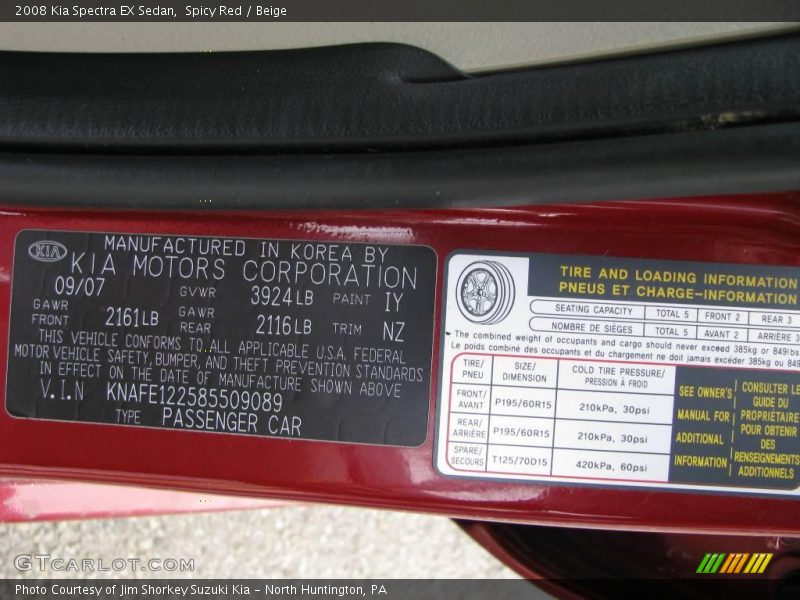 2008 Kia Spectra EX Sedan,  Spicy Red / Beige
KIA
MANUFACTURED IN KOREA BY
KIA MOTORS CORPORATION
09/07 GVWR 3924LB PAINT IY
GAWR FRONT 2161LB GAWR REAR 2116LB TRIM NZ
THIS VEHICLE CONFORMS TO ALL APPLICABLE U.S.A. FEDERAL
MOTOR VEHICLE SAFETY, BUMPER, AND THEFT PREVENTION STANDARDS
IN EFFECT ON THE DATE OF MANUFACTURE SHOWN ABOVE
V.I.N KNAFE122585509089
TYPE PASSENGER CAR
TIRE AND LOADING INFORMATION
PNEUS ET CHARGE-INFORMATION
SEATING CAPACITY TOTAL 5 FRONT 2 REAR 3
NOMBRE DE SIÈGES TOTAL 5 AVANT 2 ARRIÈRE 3
The combined weight of occupants and cargo should never exceed 385kg or 849lbs
Le poids combiné des occupants et du chargement ne doit jamais excéder 385kg ou 849
TIRE/ PNEU SIZE/ DIMENSION COLD TIRE PRESSURE/ PRESSION À FROID
FRONT/ AVANT P195/60R15 210kPa, 30psi
REAR/ ARRIÈRE P195/60R15 210kPa, 30psi
SPARE/ SECOURS T125/70D15 420kPa, 60psi
SEE OWNER'S
MANUAL FOR
ADDITIONAL
INFORMATION
CONSULTER LE
GUIDE DU
PROPRIÉTAIRE
POUR OBTENIR
DES
RENSEIGNEMENTS
ADDITIONNELS
GTCARLOT.COM
Photo Courtesy of Jim Shorkey Suzuki Kia - North Huntington, PA